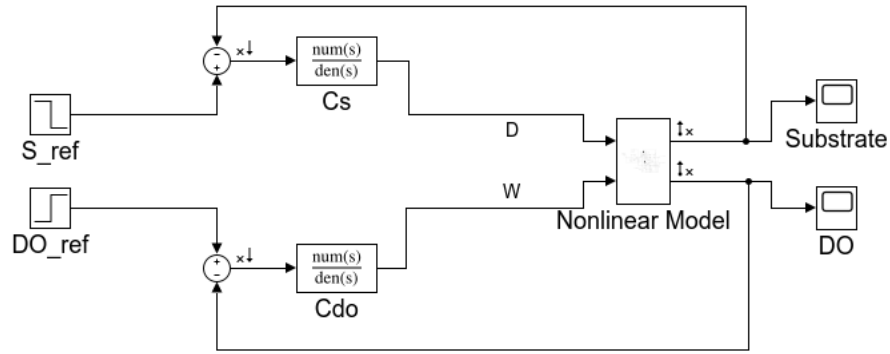 num(s)
den(s)
Cs
S_ref
D
Substrate
W
Nonlinear Model
DO_ref
DO
num(s)
den(s)
Cdo